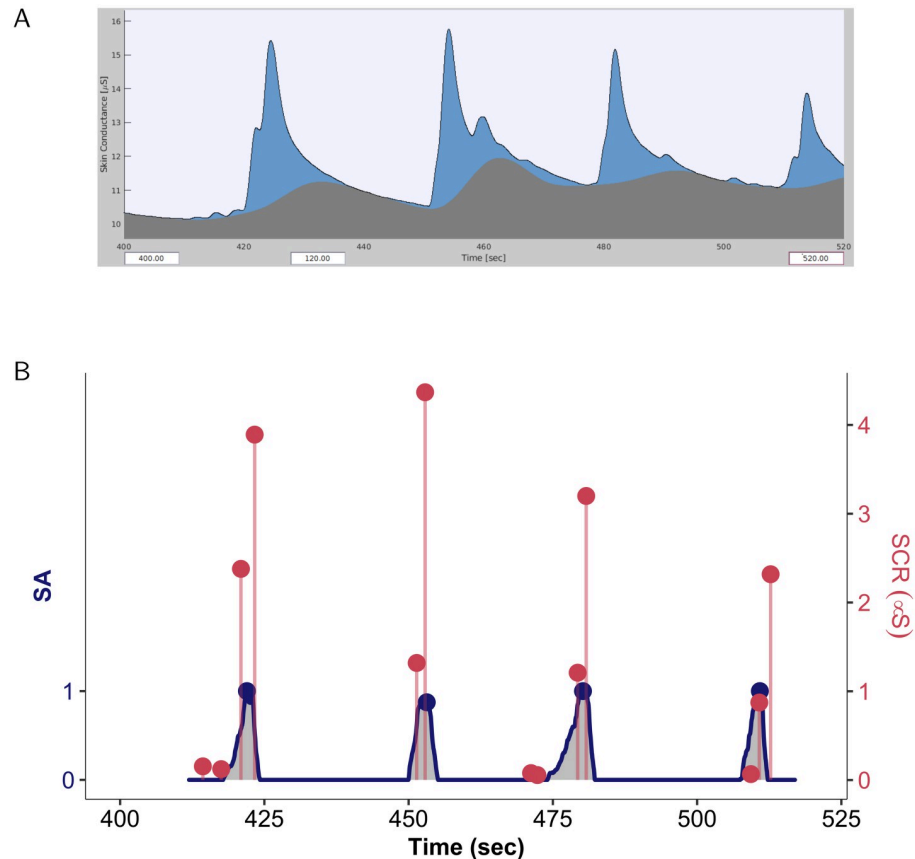 A
16
15
14
13
12
11
10
Skin Conductance [μS]
400 420 440 460 480 500 520
400.00 120.00 Time [sec] 520.00
B
SA
1
0
4
3
2
1
0
SCR (∝S)
400 425 450 475 500 525
Time (sec)